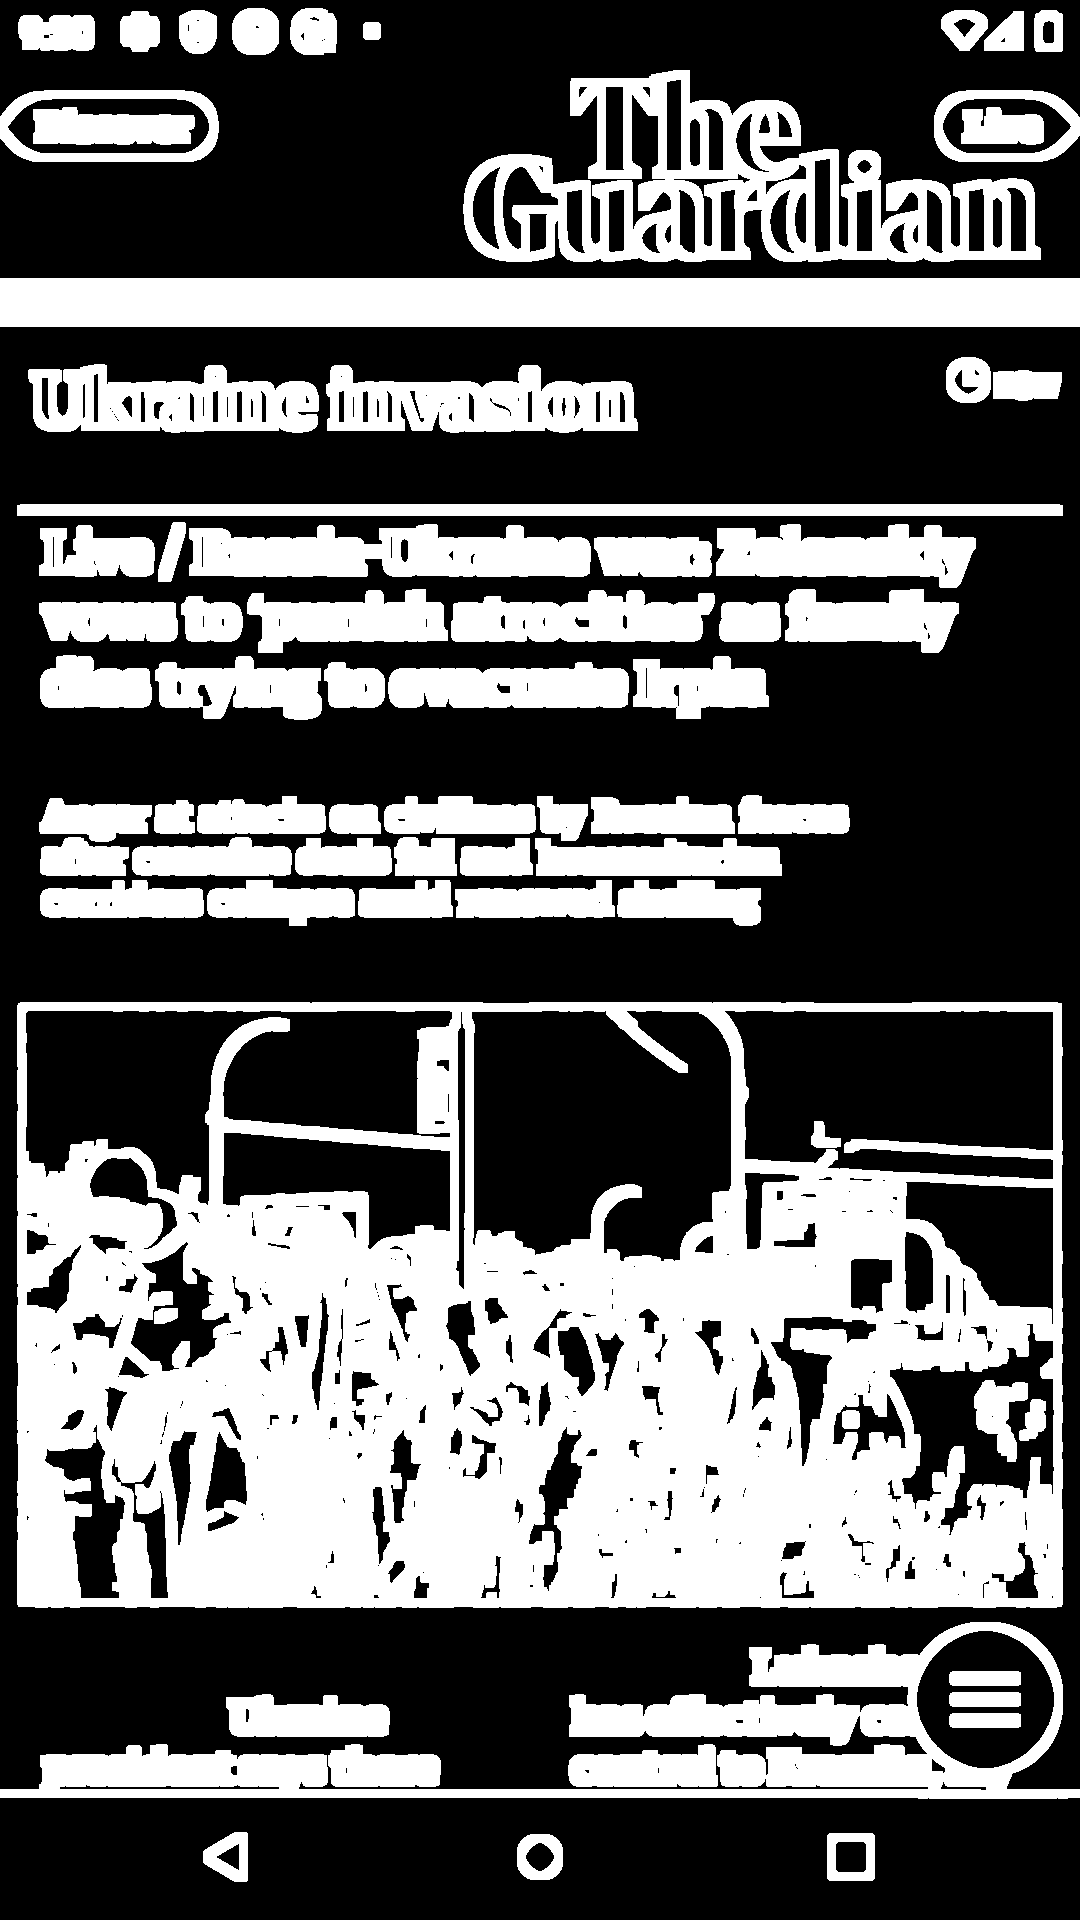 Discover
The
Guardian
Live
Ukraine invasion
now
Live / Russia-Ukraine war: Zelenskiy
vows to ‘punish atrocities’ as family
dies trying to evacuate Irpin
Anger at attacks on civilians by Russian forces
after ceasefire deals fail and humanitarian
corridors collapse amid renewed shelling
Ukraine
president says there
has effectively
control to